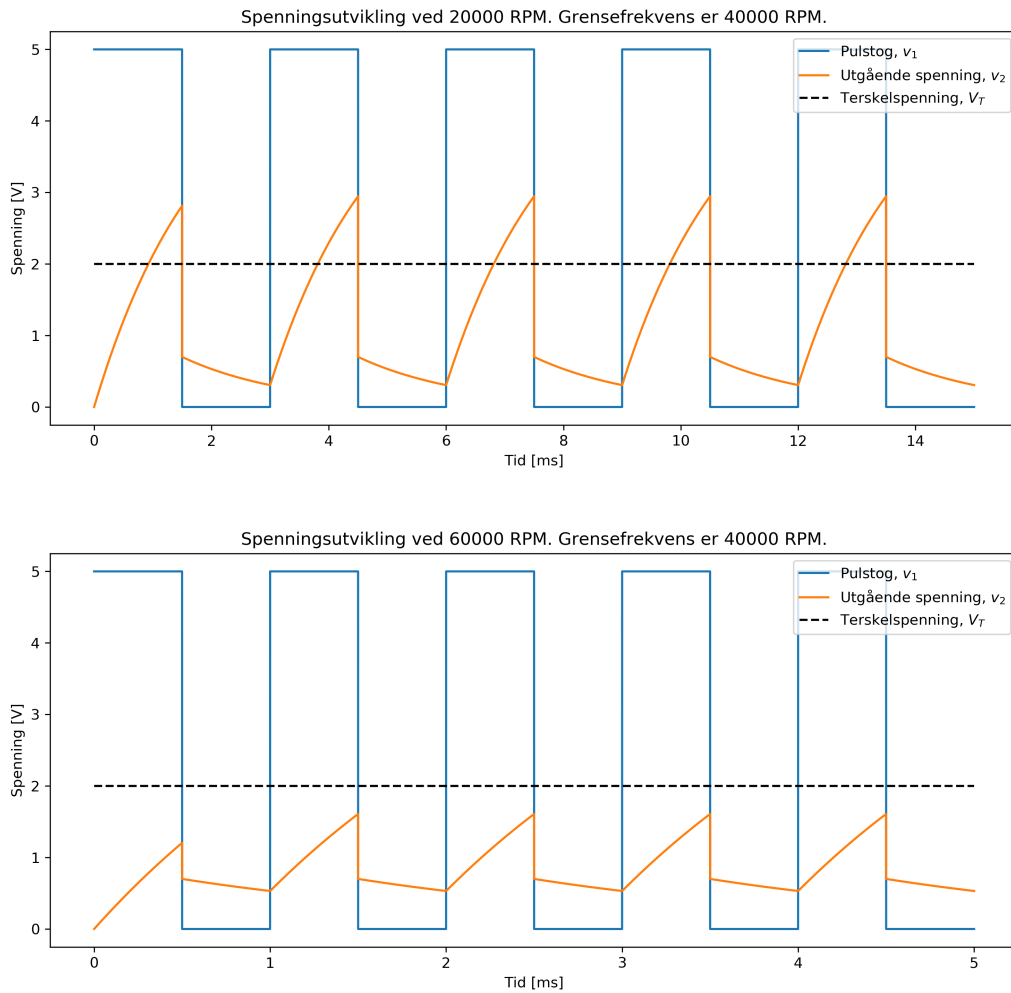 Spenningsutvikling ved 20000 RPM. Grensefrekvens er 40000 RPM.
Pulstog, v₁
Utgående spenning, v₂
Terskelspenning, V_T
Spenning [V]
5
4
3
2
1
0
0 2 4 6 8 10 12 14
Tid [ms]
Spenningsutvikling ved 60000 RPM. Grensefrekvens er 40000 RPM.
Pulstog, v₁
Utgående spenning, v₂
Terskelspenning, V_T
Spenning [V]
5
4
3
2
1
0
0 1 2 3 4 5
Tid [ms]